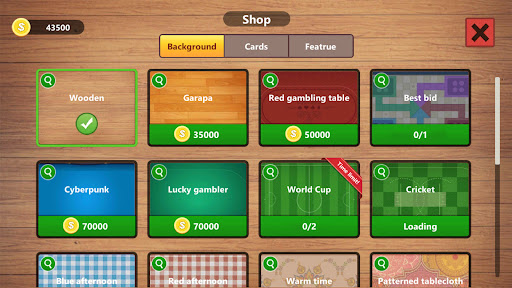 43500
Shop
Background Cards Featrue
Wooden Garapa Red gambling table Best bid
35000 50000 0/1
Time limit!
Cyberpunk Lucky gambler World Cup Cricket
70000 70000 0/2 Loading
Blue afternoon Red afternoon Warm time Patterned tablecloth